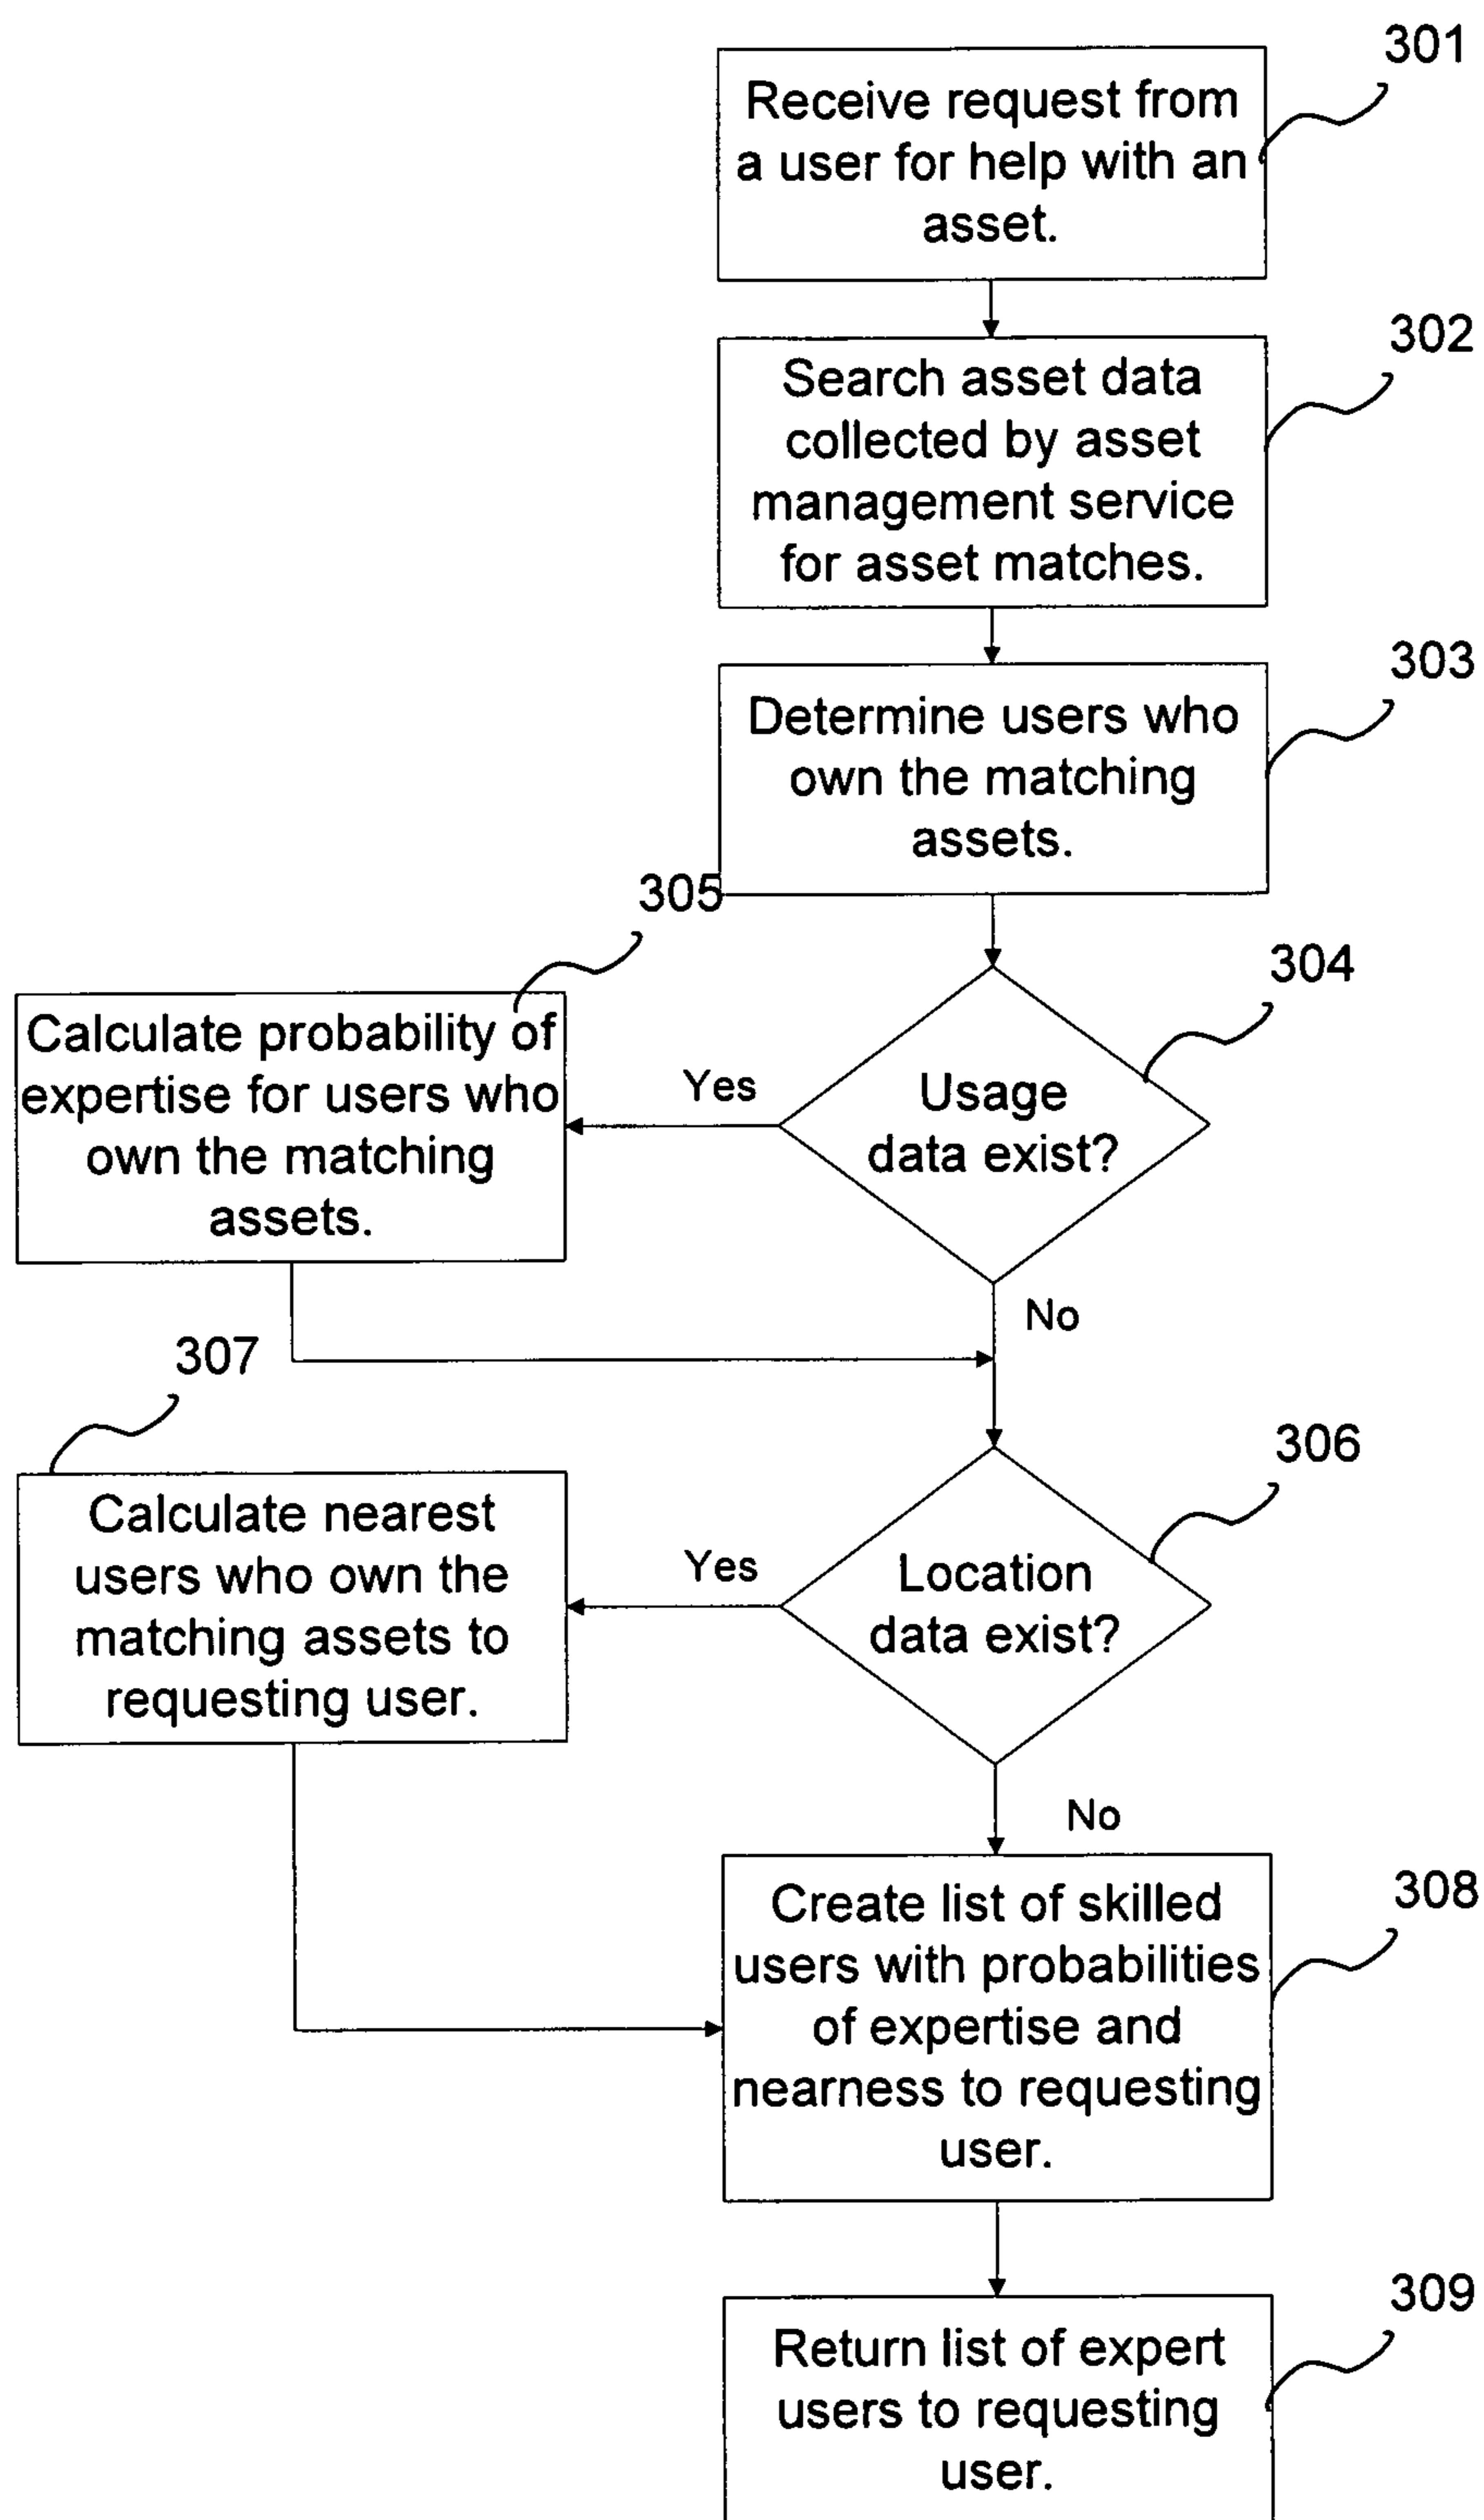 301
Receive request from
a user for help with an
asset.
302
Search asset data
collected by asset
management service
for asset matches.
303
Determine users who
own the matching
assets.
304
Usage
data exist?
Yes
No
305
Calculate probability of
expertise for users who
own the matching
assets.
306
Location
data exist?
Yes
No
307
Calculate nearest
users who own the
matching assets to
requesting user.
308
Create list of skilled
users with probabilities
of expertise and
nearness to requesting
user.
309
Return list of expert
users to requesting
user.